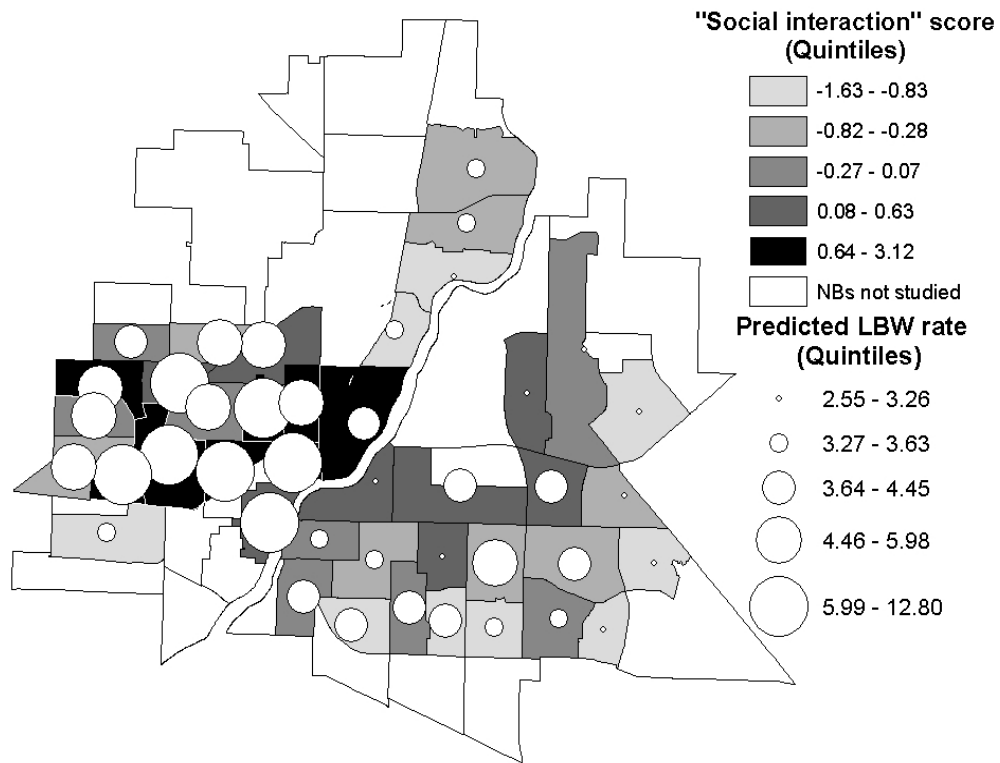 "Social interaction" score
(Quintiles)
-1.63 - -0.83
-0.82 - -0.28
-0.27 - 0.07
0.08 - 0.63
0.64 - 3.12
NBs not studied
Predicted LBW rate
(Quintiles)
2.55 - 3.26
3.27 - 3.63
3.64 - 4.45
4.46 - 5.98
5.99 - 12.80